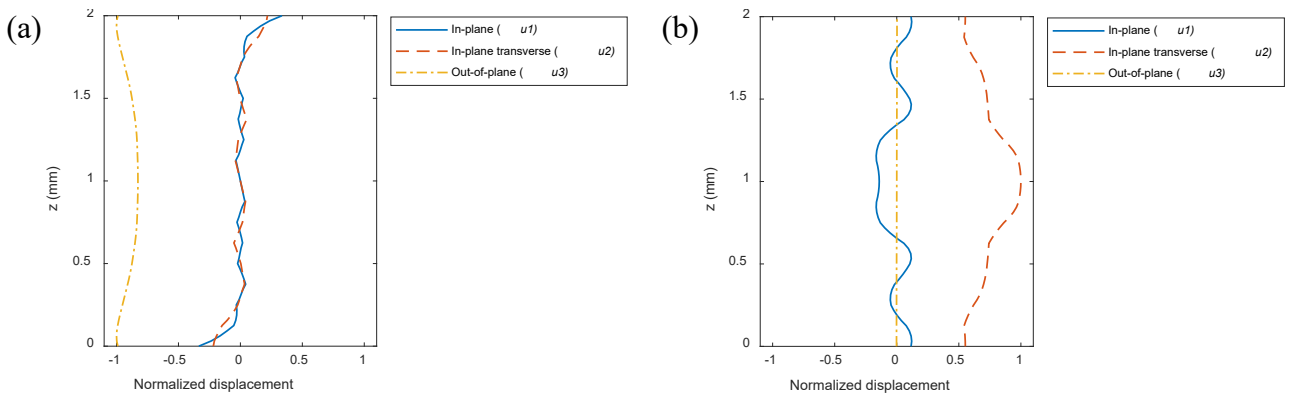 (a)
2
1.5
1
0.5
0
z (mm)
-1
-0.5
0
0.5
1
Normalized displacement
In-plane ( u1)
In-plane transverse ( u2)
Out-of-plane ( u3)
(b)
2
1.5
1
0.5
0
z (mm)
-1
-0.5
0
0.5
1
Normalized displacement
In-plane ( u1)
In-plane transverse ( u2)
Out-of-plane ( u3)